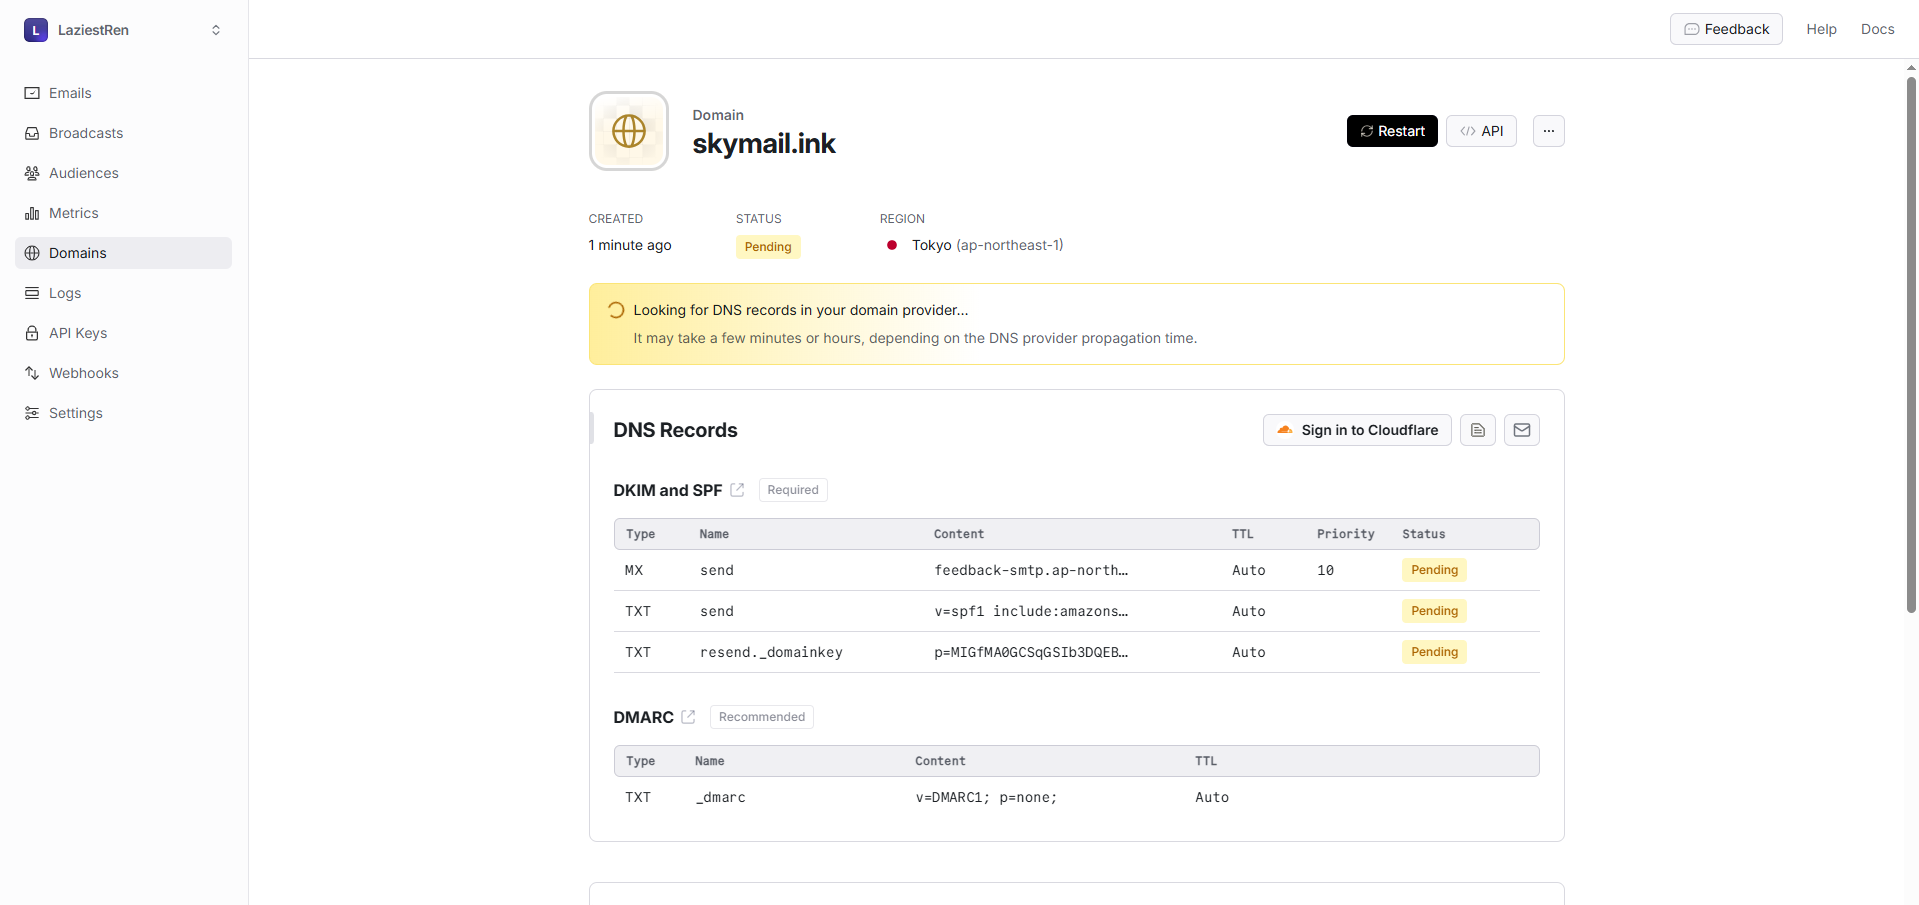 L LaziestRen
Feedback Help Docs
Emails
Broadcasts
Audiences
Metrics
Domains
Logs
API Keys
Webhooks
Settings
Domain
skymail.ink
Restart </> API ...
CREATED STATUS REGION
1 minute ago Pending Tokyo (ap-northeast-1)
Looking for DNS records in your domain provider...
It may take a few minutes or hours, depending on the DNS provider propagation time.
DNS Records Sign in to Cloudflare
DKIM and SPF Required
Type Name Content TTL Priority Status
MX send feedback-smtp.ap-north… Auto 10 Pending
TXT send v=spf1 include:amazons… Auto Pending
TXT resend._domainkey p=MIGfMA0GCSqGSIb3DQEB… Auto Pending
DMARC Recommended
Type Name Content TTL
TXT _dmarc v=DMARC1; p=none; Auto